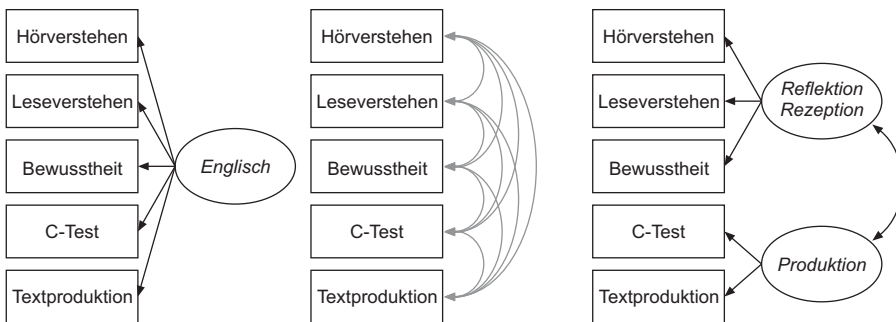 Hörverstehen
Leseverstehen
Bewusstheit
C-Test
Textproduktion
Englisch
Hörverstehen
Leseverstehen
Bewusstheit
C-Test
Textproduktion
Hörverstehen
Leseverstehen
Bewusstheit
C-Test
Textproduktion
Reflektion
Rezeption
Produktion